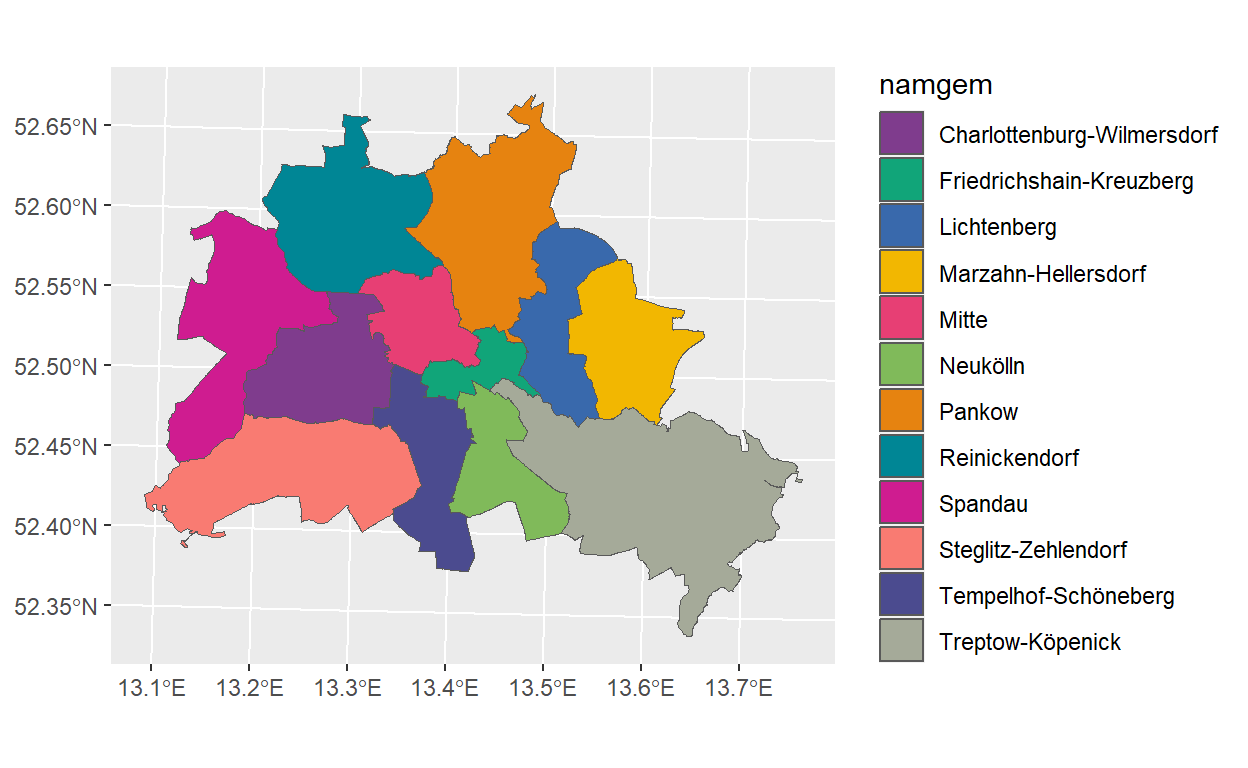 52.65°N
52.60°N
52.55°N
52.50°N
52.45°N
52.40°N
52.35°N
13.1°E
13.2°E
13.3°E
13.4°E
13.5°E
13.6°E
13.7°E
namgem
Charlottenburg-Wilmersdorf
Friedrichshain-Kreuzberg
Lichtenberg
Marzahn-Hellersdorf
Mitte
Neukölln
Pankow
Reinickendorf
Spandau
Steglitz-Zehlendorf
Tempelhof-Schöneberg
Treptow-Köpenick